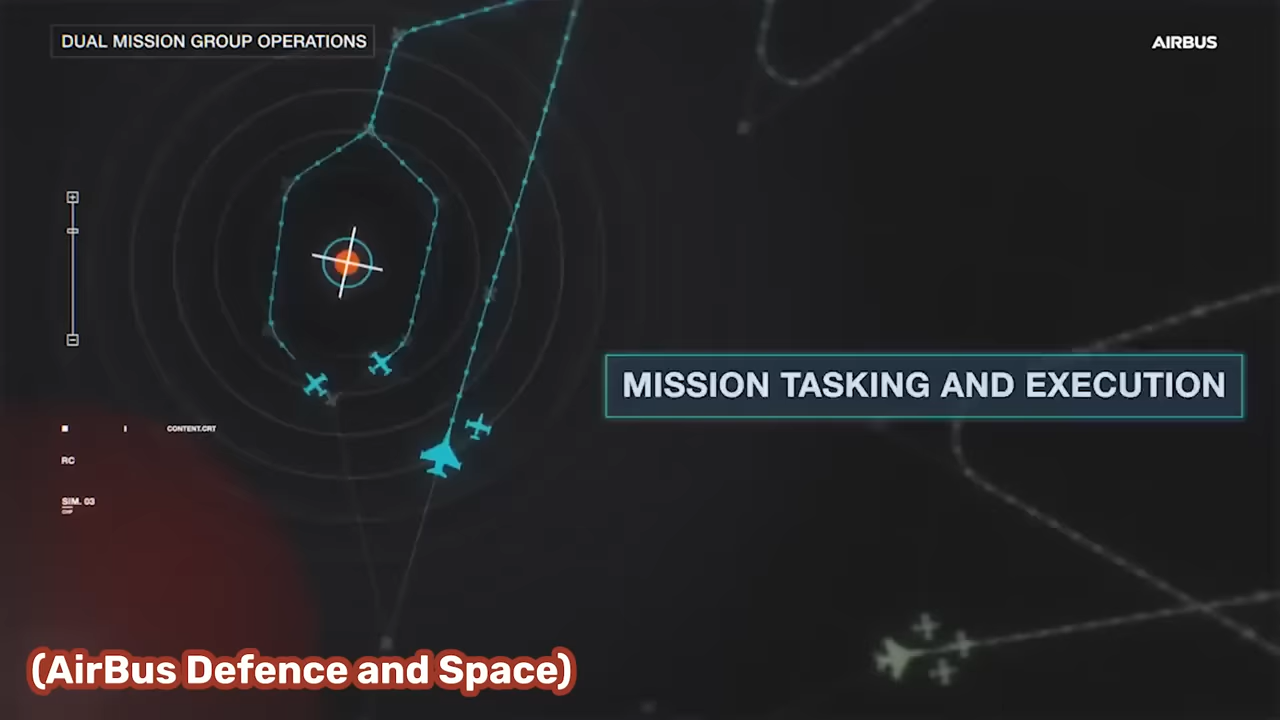 DUAL MISSION GROUP OPERATIONS
AIRBUS
MISSION TASKING AND EXECUTION
CONTENT.CRT
RC
SIM. 03
(AirBus Defence and Space)